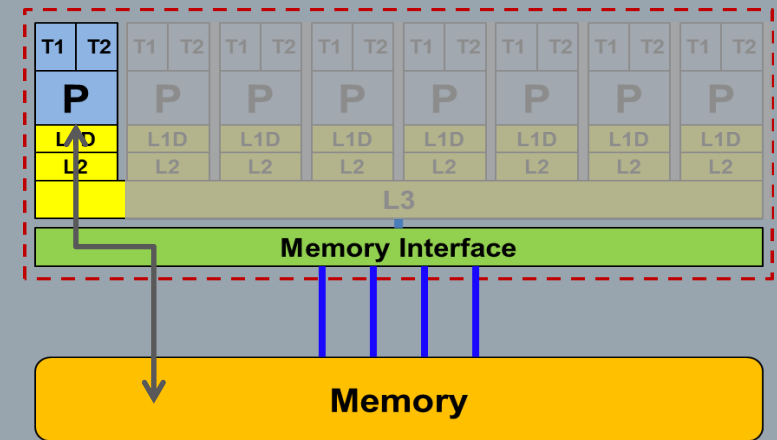 T1 T2 T1 T2 T1 T2 T1 T2 T1 T2 T1 T2 T1 T2 T1 T2
P P P P P P P P
L1D L1D L1D L1D L1D L1D L1D L1D
L2 L2 L2 L2 L2 L2 L2 L2
L3
Memory Interface
Memory